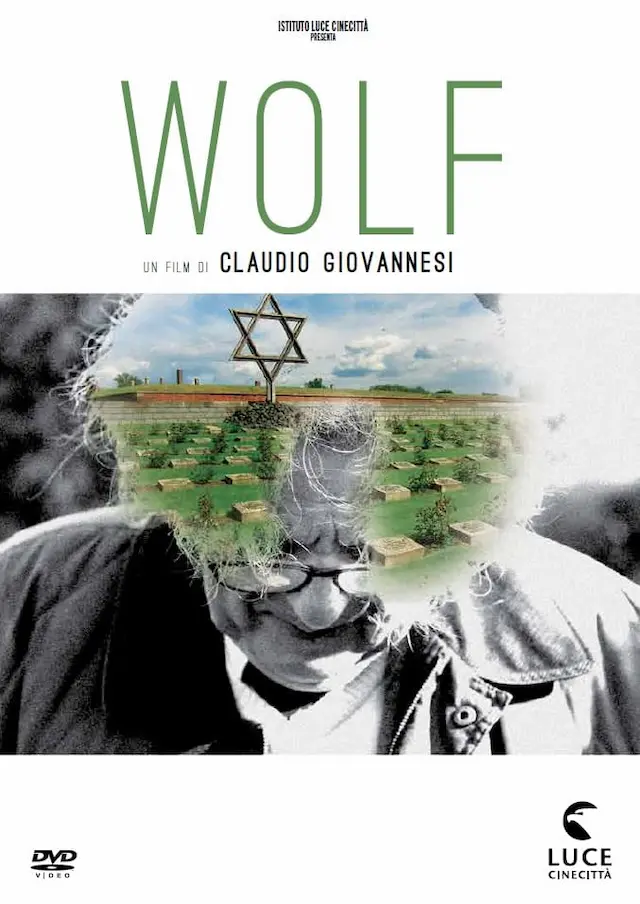 ISTITUTO LUCE CINECITTÀ
PRESENTA
WOLF
UN FILM DI CLAUDIO GIOVANNESI
DVD
VIDEO
LUCE
CINECITTÀ